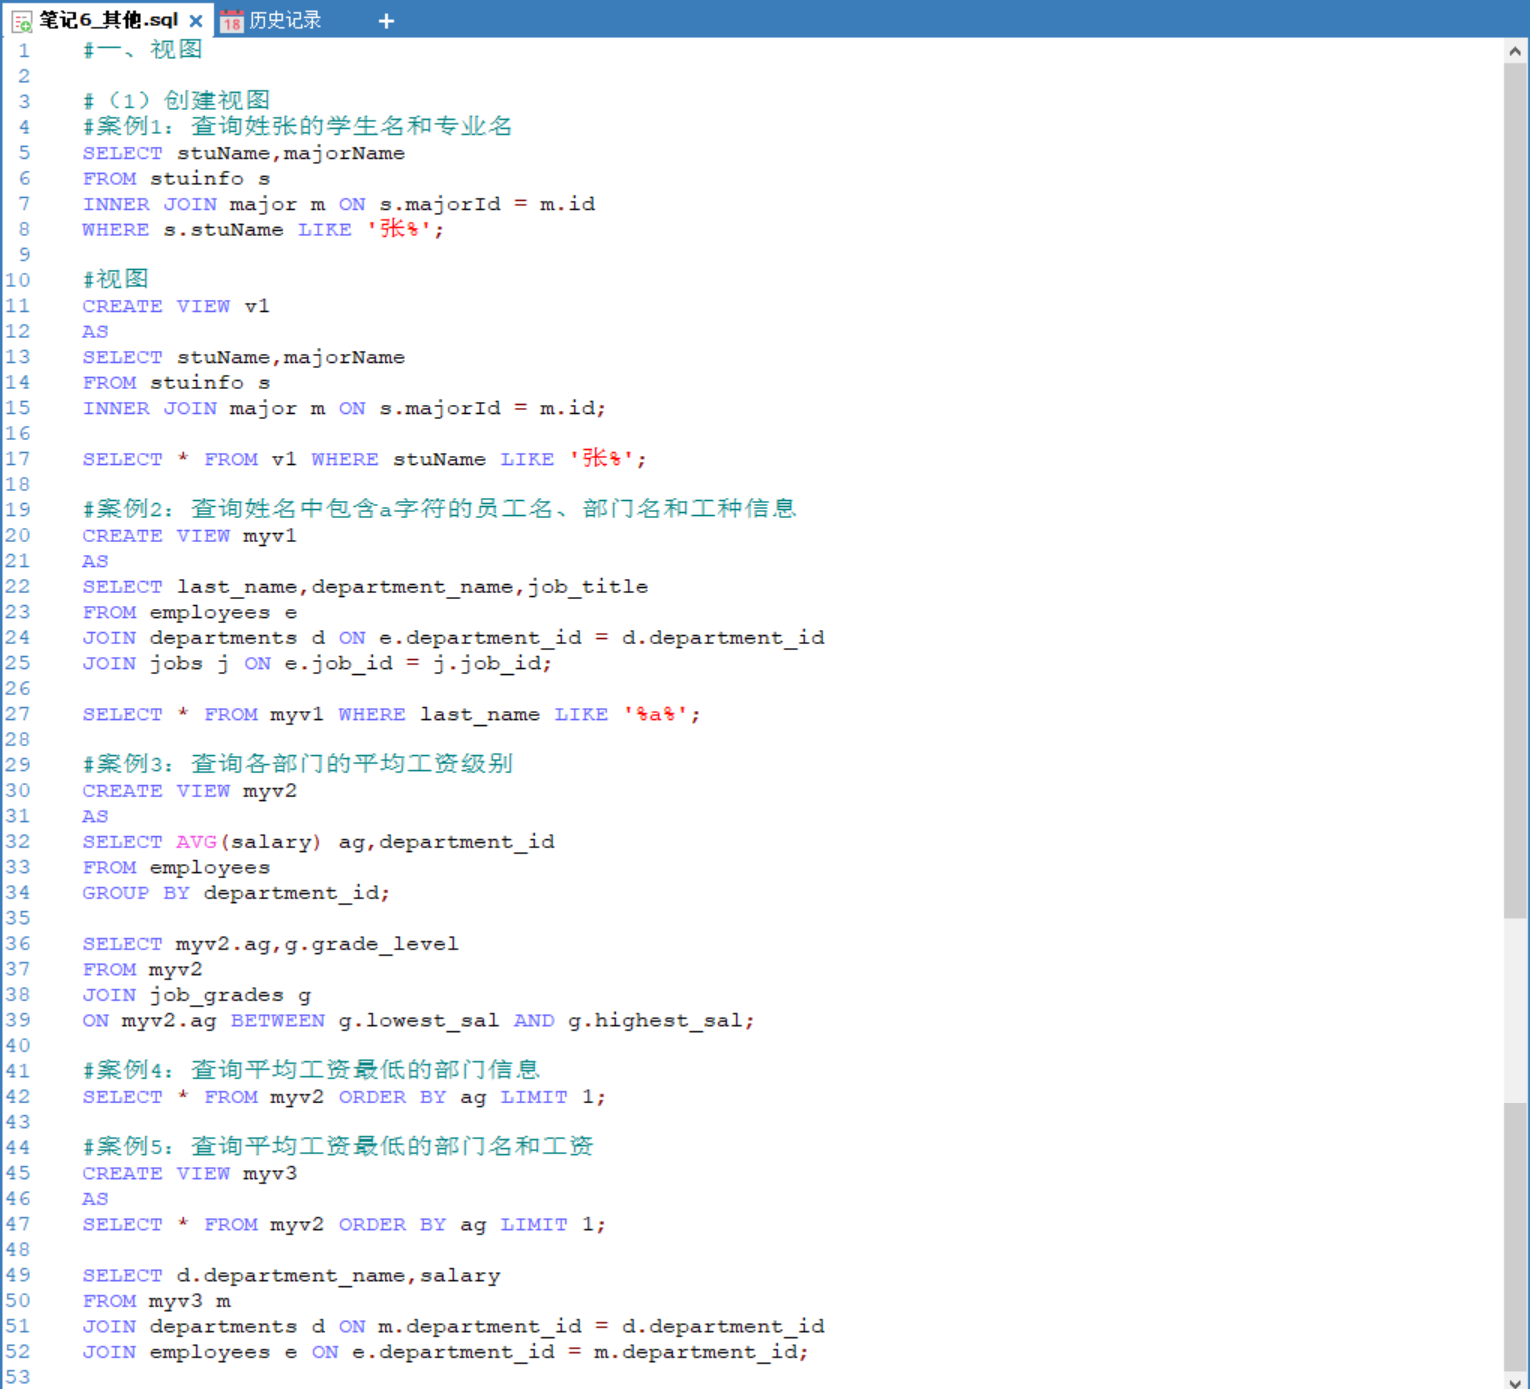 笔记6_其他.sql × 18 历史记录 +
1 #一、视图
2
3 #（1）创建视图
4 #案例1：查询姓张的学生名和专业名
5 SELECT stuName,majorName
6 FROM stuinfo s
7 INNER JOIN major m ON s.majorId = m.id
8 WHERE s.stuName LIKE '张%';
9
10 #视图
11 CREATE VIEW v1
12 AS
13 SELECT stuName,majorName
14 FROM stuinfo s
15 INNER JOIN major m ON s.majorId = m.id;
16
17 SELECT * FROM v1 WHERE stuName LIKE '张%';
18
19 #案例2：查询姓名中包含a字符的员工名、部门名和工种信息
20 CREATE VIEW myv1
21 AS
22 SELECT last_name,department_name,job_title
23 FROM employees e
24 JOIN departments d ON e.department_id = d.department_id
25 JOIN jobs j ON e.job_id = j.job_id;
26
27 SELECT * FROM myv1 WHERE last_name LIKE '%a%';
28
29 #案例3：查询各部门的平均工资级别
30 CREATE VIEW myv2
31 AS
32 SELECT AVG(salary) ag,department_id
33 FROM employees
34 GROUP BY department_id;
35
36 SELECT myv2.ag,g.grade_level
37 FROM myv2
38 JOIN job_grades g
39 ON myv2.ag BETWEEN g.lowest_sal AND g.highest_sal;
40
41 #案例4：查询平均工资最低的部门信息
42 SELECT * FROM myv2 ORDER BY ag LIMIT 1;
43
44 #案例5：查询平均工资最低的部门名和工资
45 CREATE VIEW myv3
46 AS
47 SELECT * FROM myv2 ORDER BY ag LIMIT 1;
48
49 SELECT d.department_name,salary
50 FROM myv3 m
51 JOIN departments d ON m.department_id = d.department_id
52 JOIN employees e ON e.department_id = m.department_id;
53